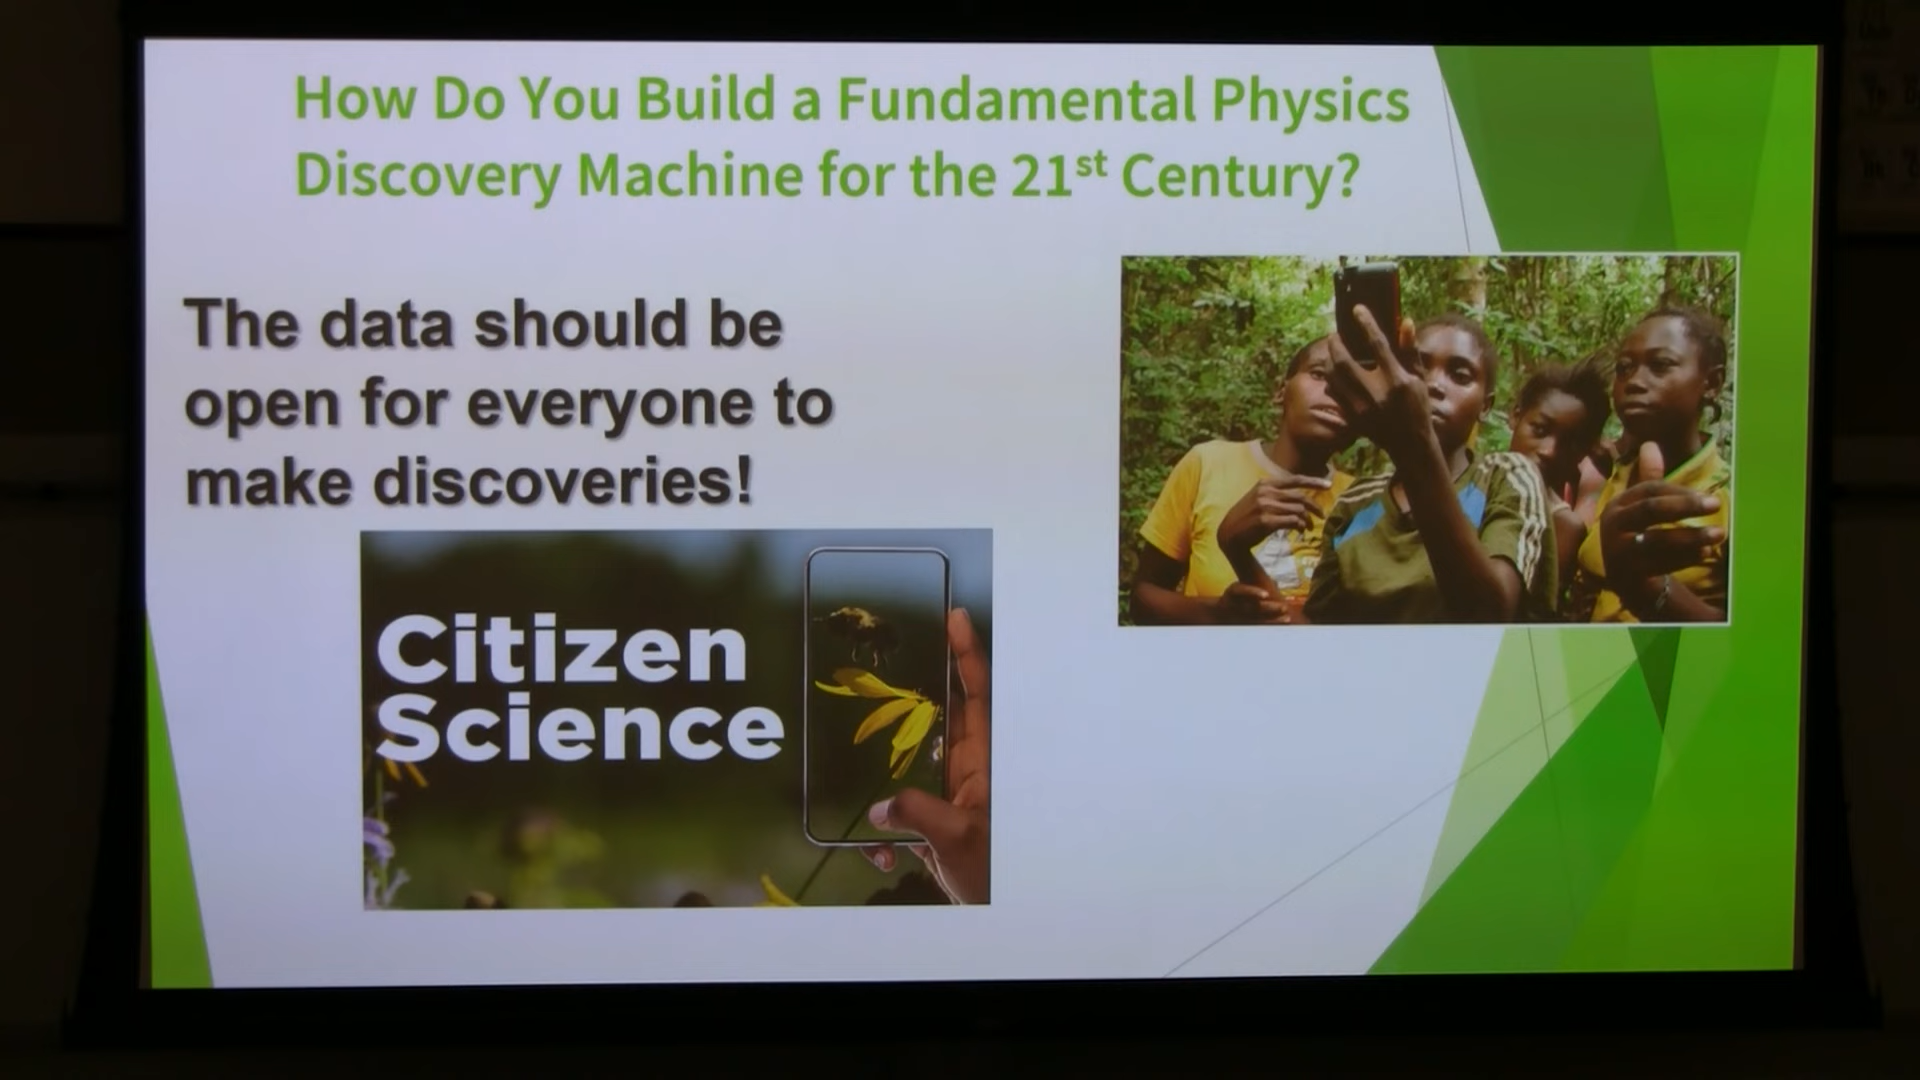 How Do You Build a Fundamental Physics
Discovery Machine for the 21st Century?
The data should be
open for everyone to
make discoveries!
Citizen
Science